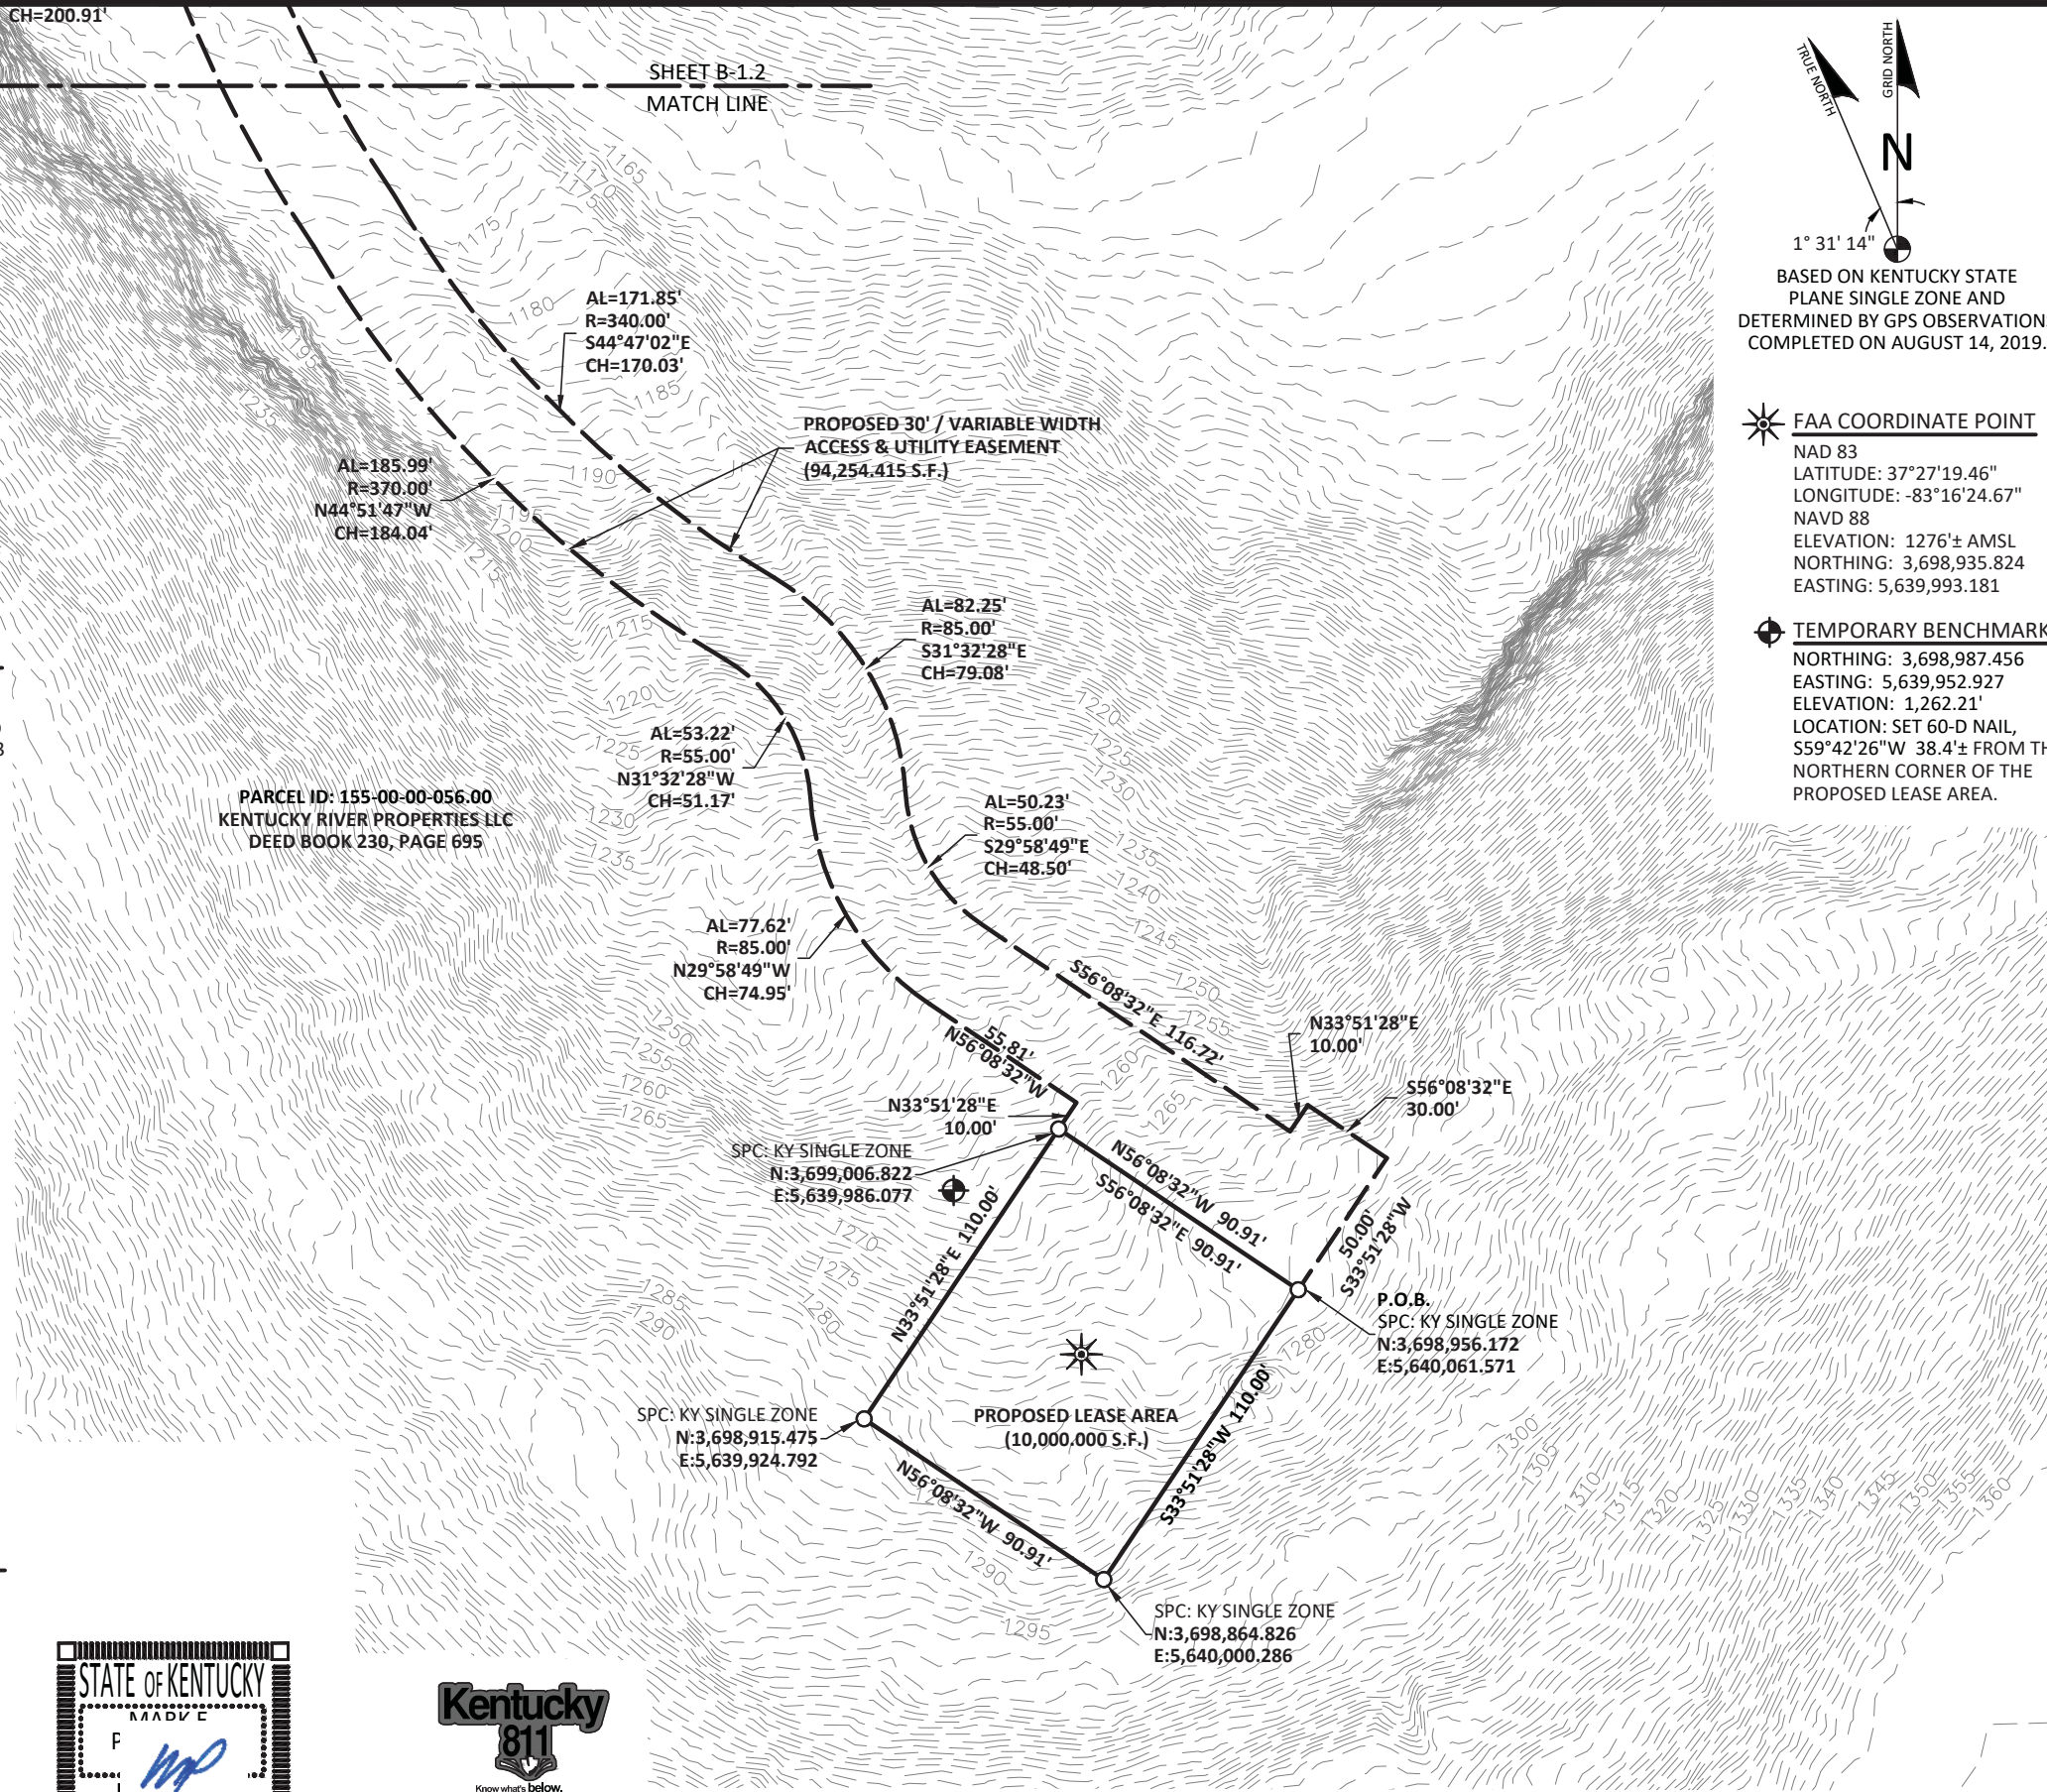 CH=200.91'
SHEET B-1.2
MATCH LINE
TRUE NORTH
GRID NORTH
N
1° 31' 14"
BASED ON KENTUCKY STATE
PLANE SINGLE ZONE AND
DETERMINED BY GPS OBSERVATIONS
COMPLETED ON AUGUST 14, 2019.
FAA COORDINATE POINT
NAD 83
LATITUDE: 37°27'19.46"
LONGITUDE: -83°16'24.67"
NAVD 88
ELEVATION: 1276'± AMSL
NORTHING: 3,698,935.824
EASTING: 5,639,993.181
TEMPORARY BENCHMARK
NORTHING: 3,698,987.456
EASTING: 5,639,952.927
ELEVATION: 1,262.21'
LOCATION: SET 60-D NAIL,
S59°42'26"W 38.4'± FROM TH
NORTHERN CORNER OF THE
PROPOSED LEASE AREA.
1165
1170
1175
1175
1180
AL=171.85'
R=340.00'
S44°47'02"E
CH=170.03'
1185
1195
1235
PROPOSED 30' / VARIABLE WIDTH
ACCESS & UTILITY EASEMENT
(94,254.415 S.F.)
AL=185.99'
R=370.00'
N44°51'47"W
CH=184.04'
1190
1195
1200
1215
1215
AL=82.25'
R=85.00'
S31°32'28"E
CH=79.08'
1220
1225
1230
1235
AL=53.22'
R=55.00'
N31°32'28"W
CH=51.17'
1220
1225
1230
1235
1240
1245
1250
1255
1260
1265
PARCEL ID: 155-00-00-056.00
KENTUCKY RIVER PROPERTIES LLC
DEED BOOK 230, PAGE 695
AL=50.23'
R=55.00'
S29°58'49"E
CH=48.50'
AL=77.62'
R=85.00'
N29°58'49"W
CH=74.95'
1250
1255
1260
1265
S56°08'32"E 116.72'
55.81'
N56°08'32"W
N33°51'28"E
10.00'
S56°08'32"E
30.00'
N33°51'28"E
10.00'
SPC: KY SINGLE ZONE
N:3,699,006.822
E:5,639,986.077
N56°08'32"W 90.91'
S56°08'32"E 90.91'
50.00'
S33°51'28"W
N33°51'28"E 110.00'
1270
1275
1280
1285
1290
P.O.B.
SPC: KY SINGLE ZONE
N:3,698,956.172
E:5,640,061.571
1280
S33°51'28"W 110.00'
PROPOSED LEASE AREA
(10,000.000 S.F.)
SPC: KY SINGLE ZONE
N:3,698,915.475
E:5,639,924.792
N56°08'32"W 90.91'
1290
1295
SPC: KY SINGLE ZONE
N:3,698,864.826
E:5,640,000.286
1300
1305
1310
1315
1320
1325
1330
1335
1340
1345
1350
1355
1360
STATE OF KENTUCKY
Kentucky
811
Know what's below.